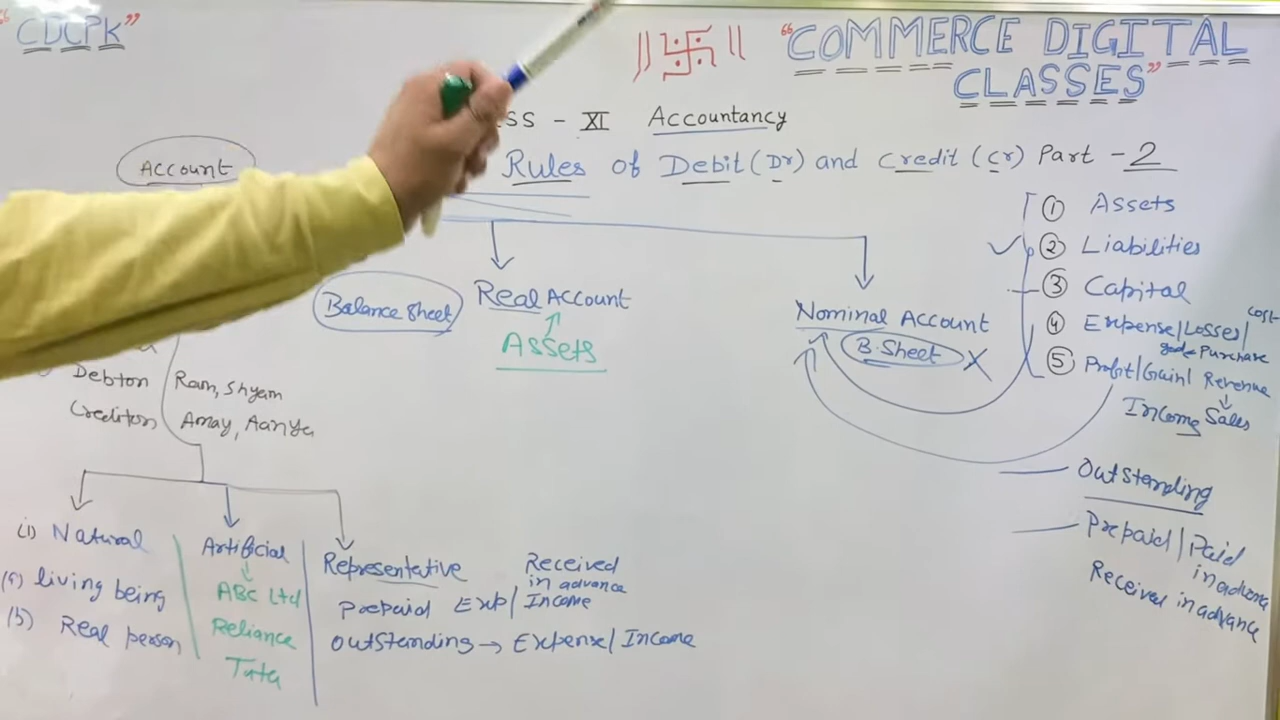 "CDCPK"
"COMMERCE DIGITAL
CLASSES"
SS - XI Accountancy
Rules of Debit (Dr) and Credit (Cr) Part - 2
Account
① Assets
② Liabilities
③ Capital
④ Expense/Losses/ cost
Purchase
⑤ Profit/Gain/ Revenue
Income Sales
Balance Sheet
Real Account
Assets
Nominal Account
B. Sheet X
Debtor
Creditor
Ram, Shyam
Amay, Aanya
Outstanding
Prepaid/Paid
in advance
Received in advance
(1) Natural
(a) living being
(b) Real person
Artificial
ABC Ltd
Reliance
Tata
Representative
Prepaid Exp/
Received
in advance
Income
Outstanding → Expense/Income